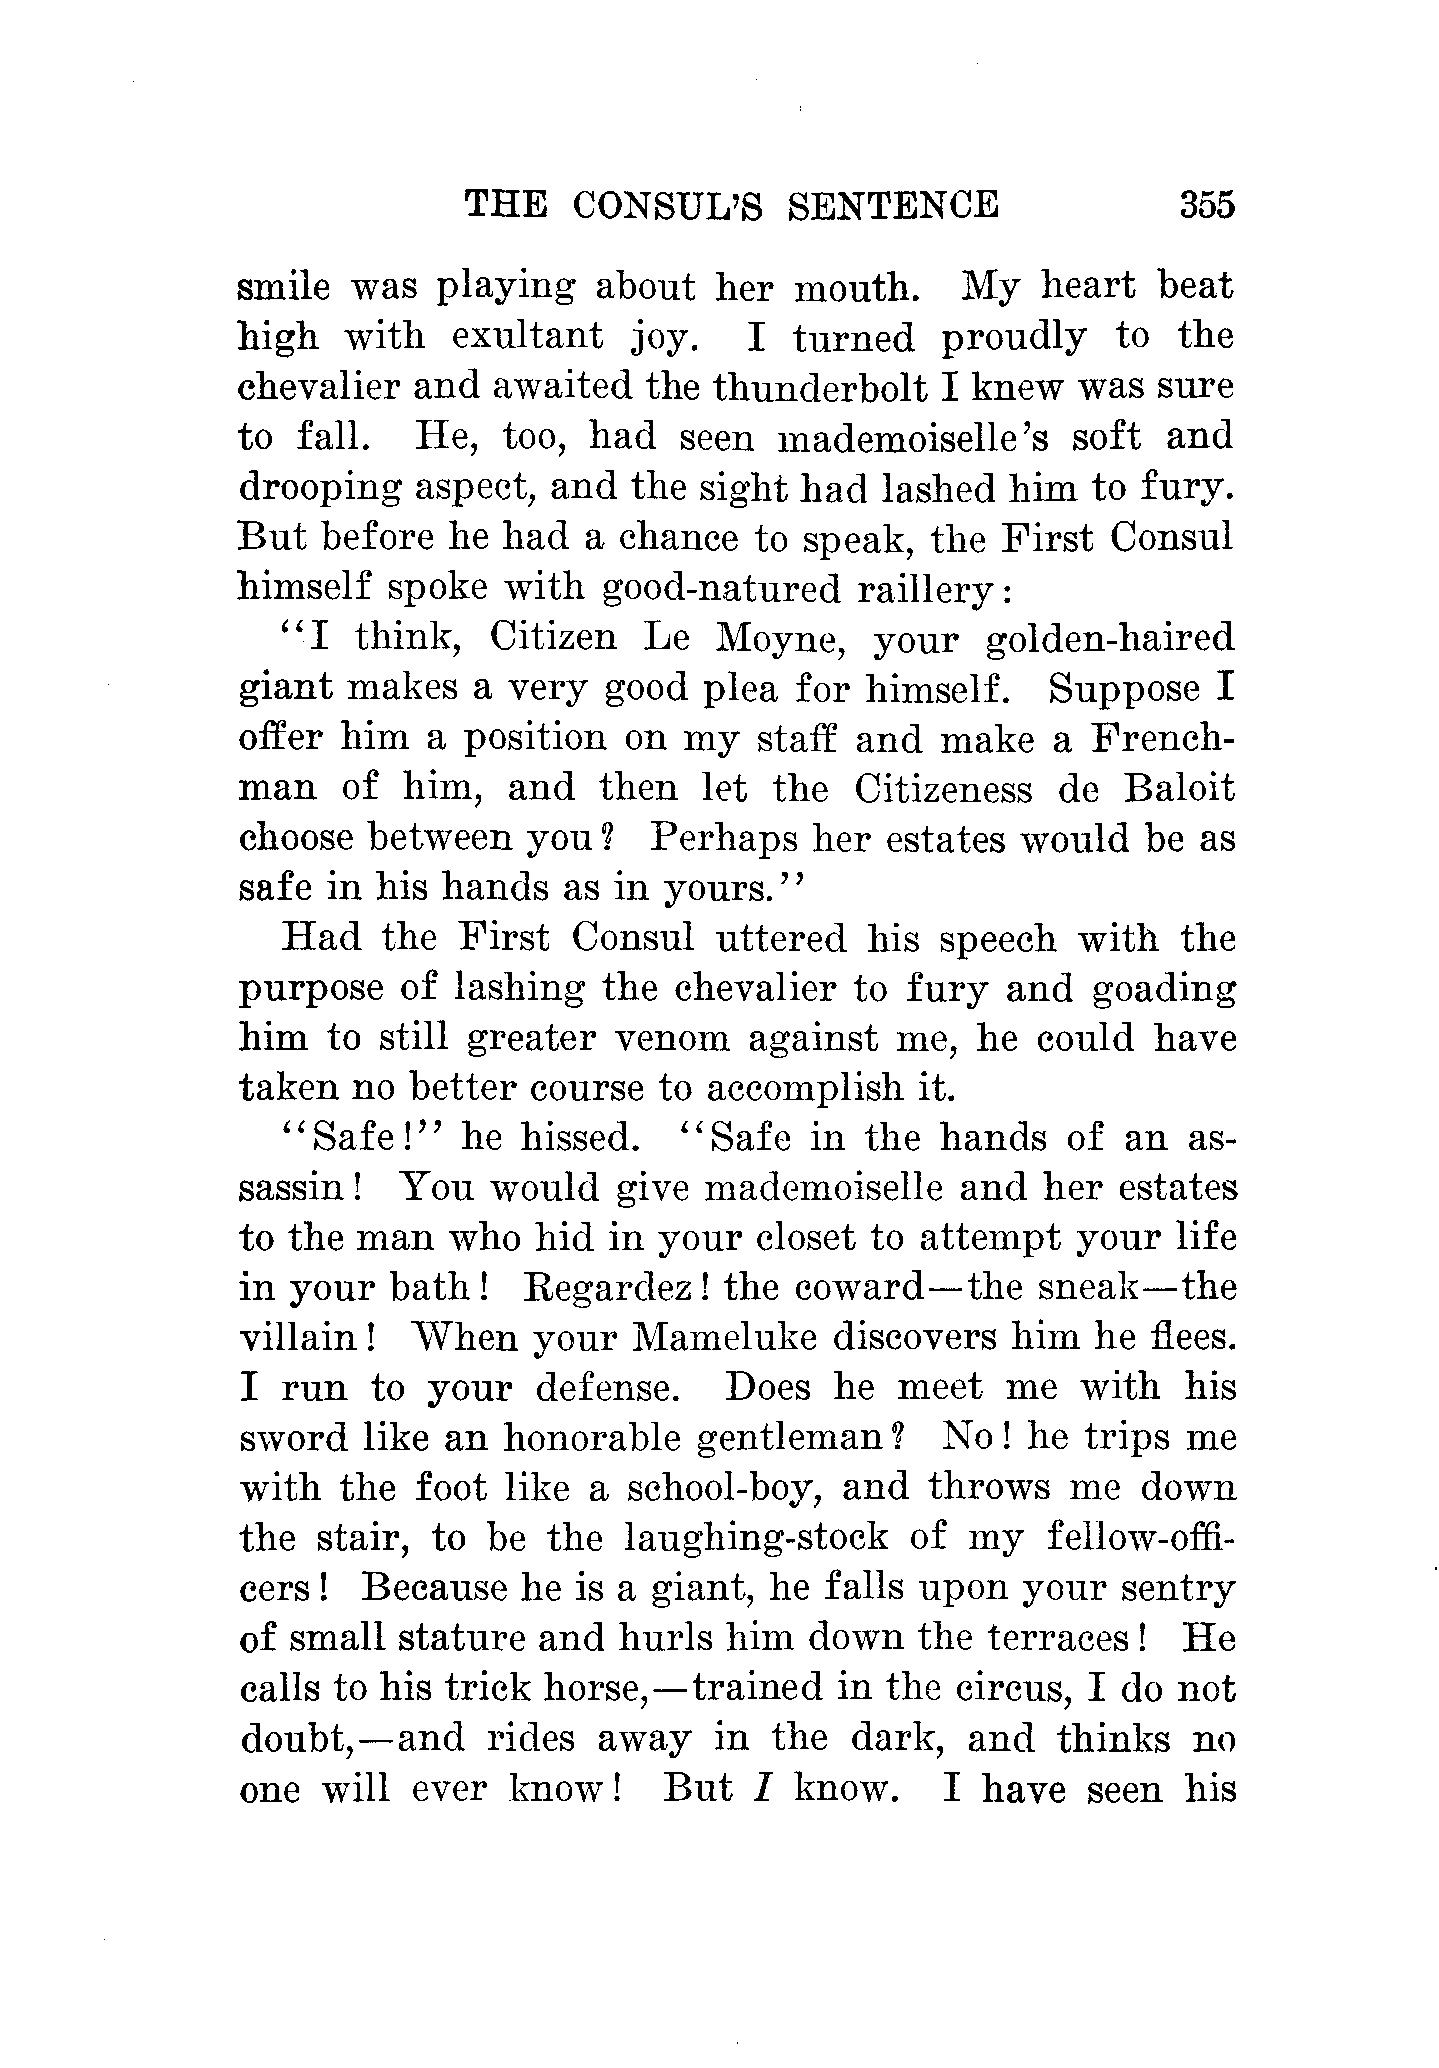 THE CONSUL'S SENTENCE 355
smile was playing about her mouth. My heart beat
high with exultant joy. I turned proudly to the
chevalier and awaited the thunderbolt I knew was sure
to fall. He, too, had seen mademoiselle's soft and
drooping aspect, and the sight had lashed him to fury.
But before he had a chance to speak, the First Consul
himself spoke with good-natured raillery:
"I think, Citizen Le Moyne, your golden-haired
giant makes a very good plea for himself. Suppose I
offer him a position on my staff and make a French-
man of him, and then let the Citizeness de Baloit
choose between you? Perhaps her estates would be as
safe in his hands as in yours."
Had the First Consul uttered his speech with the
purpose of lashing the chevalier to fury and goading
him to still greater venom against me, he could have
taken no better course to accomplish it.
"Safe!" he hissed. "Safe in the hands of an as-
sassin! You would give mademoiselle and her estates
to the man who hid in your closet to attempt your life
in your bath! Regardez! the coward—the sneak—the
villain! When your Mameluke discovers him he flees.
I run to your defense. Does he meet me with his
sword like an honorable gentleman? No! he trips me
with the foot like a school-boy, and throws me down
the stair, to be the laughing-stock of my fellow-offi-
cers! Because he is a giant, he falls upon your sentry
of small stature and hurls him down the terraces! He
calls to his trick horse,—trained in the circus, I do not
doubt,—and rides away in the dark, and thinks no
one will ever know! But I know. I have seen his